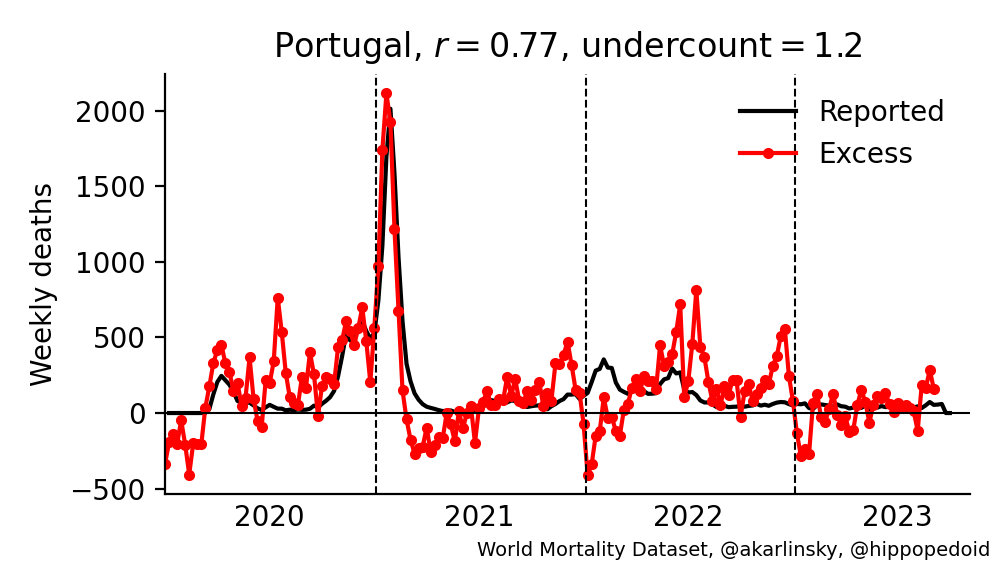 Portugal, r = 0.77, undercount = 1.2
Reported
Excess
Weekly deaths
2000
1500
1000
500
0
−500
2020 2021 2022 2023
World Mortality Dataset, @akarlinsky, @hippopedoid